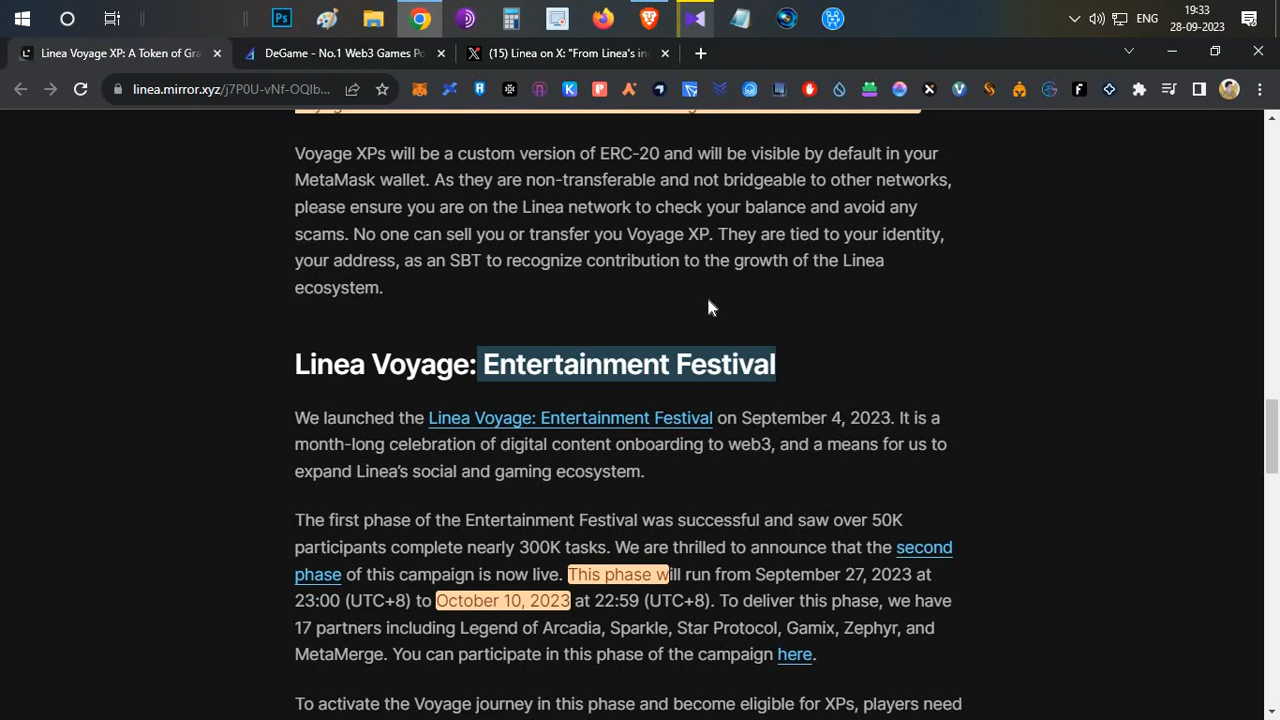 Ps
ENG
19:33
28-09-2023
Linea Voyage XP: A Token of Gra
DeGame - No.1 Web3 Games Po
(15) Linea on X: "From Linea's in
linea.mirror.xyz/j7P0U-vNf-OQIb...
Voyage XPs will be a custom version of ERC-20 and will be visible by default in your
MetaMask wallet. As they are non-transferable and not bridgeable to other networks,
please ensure you are on the Linea network to check your balance and avoid any
scams. No one can sell you or transfer you Voyage XP. They are tied to your identity,
your address, as an SBT to recognize contribution to the growth of the Linea
ecosystem.
Linea Voyage: Entertainment Festival
We launched the Linea Voyage: Entertainment Festival on September 4, 2023. It is a
month-long celebration of digital content onboarding to web3, and a means for us to
expand Linea’s social and gaming ecosystem.
The first phase of the Entertainment Festival was successful and saw over 50K
participants complete nearly 300K tasks. We are thrilled to announce that the second
phase of this campaign is now live. This phase will run from September 27, 2023 at
23:00 (UTC+8) to October 10, 2023 at 22:59 (UTC+8). To deliver this phase, we have
17 partners including Legend of Arcadia, Sparkle, Star Protocol, Gamix, Zephyr, and
MetaMerge. You can participate in this phase of the campaign here.
To activate the Voyage journey in this phase and become eligible for XPs, players need